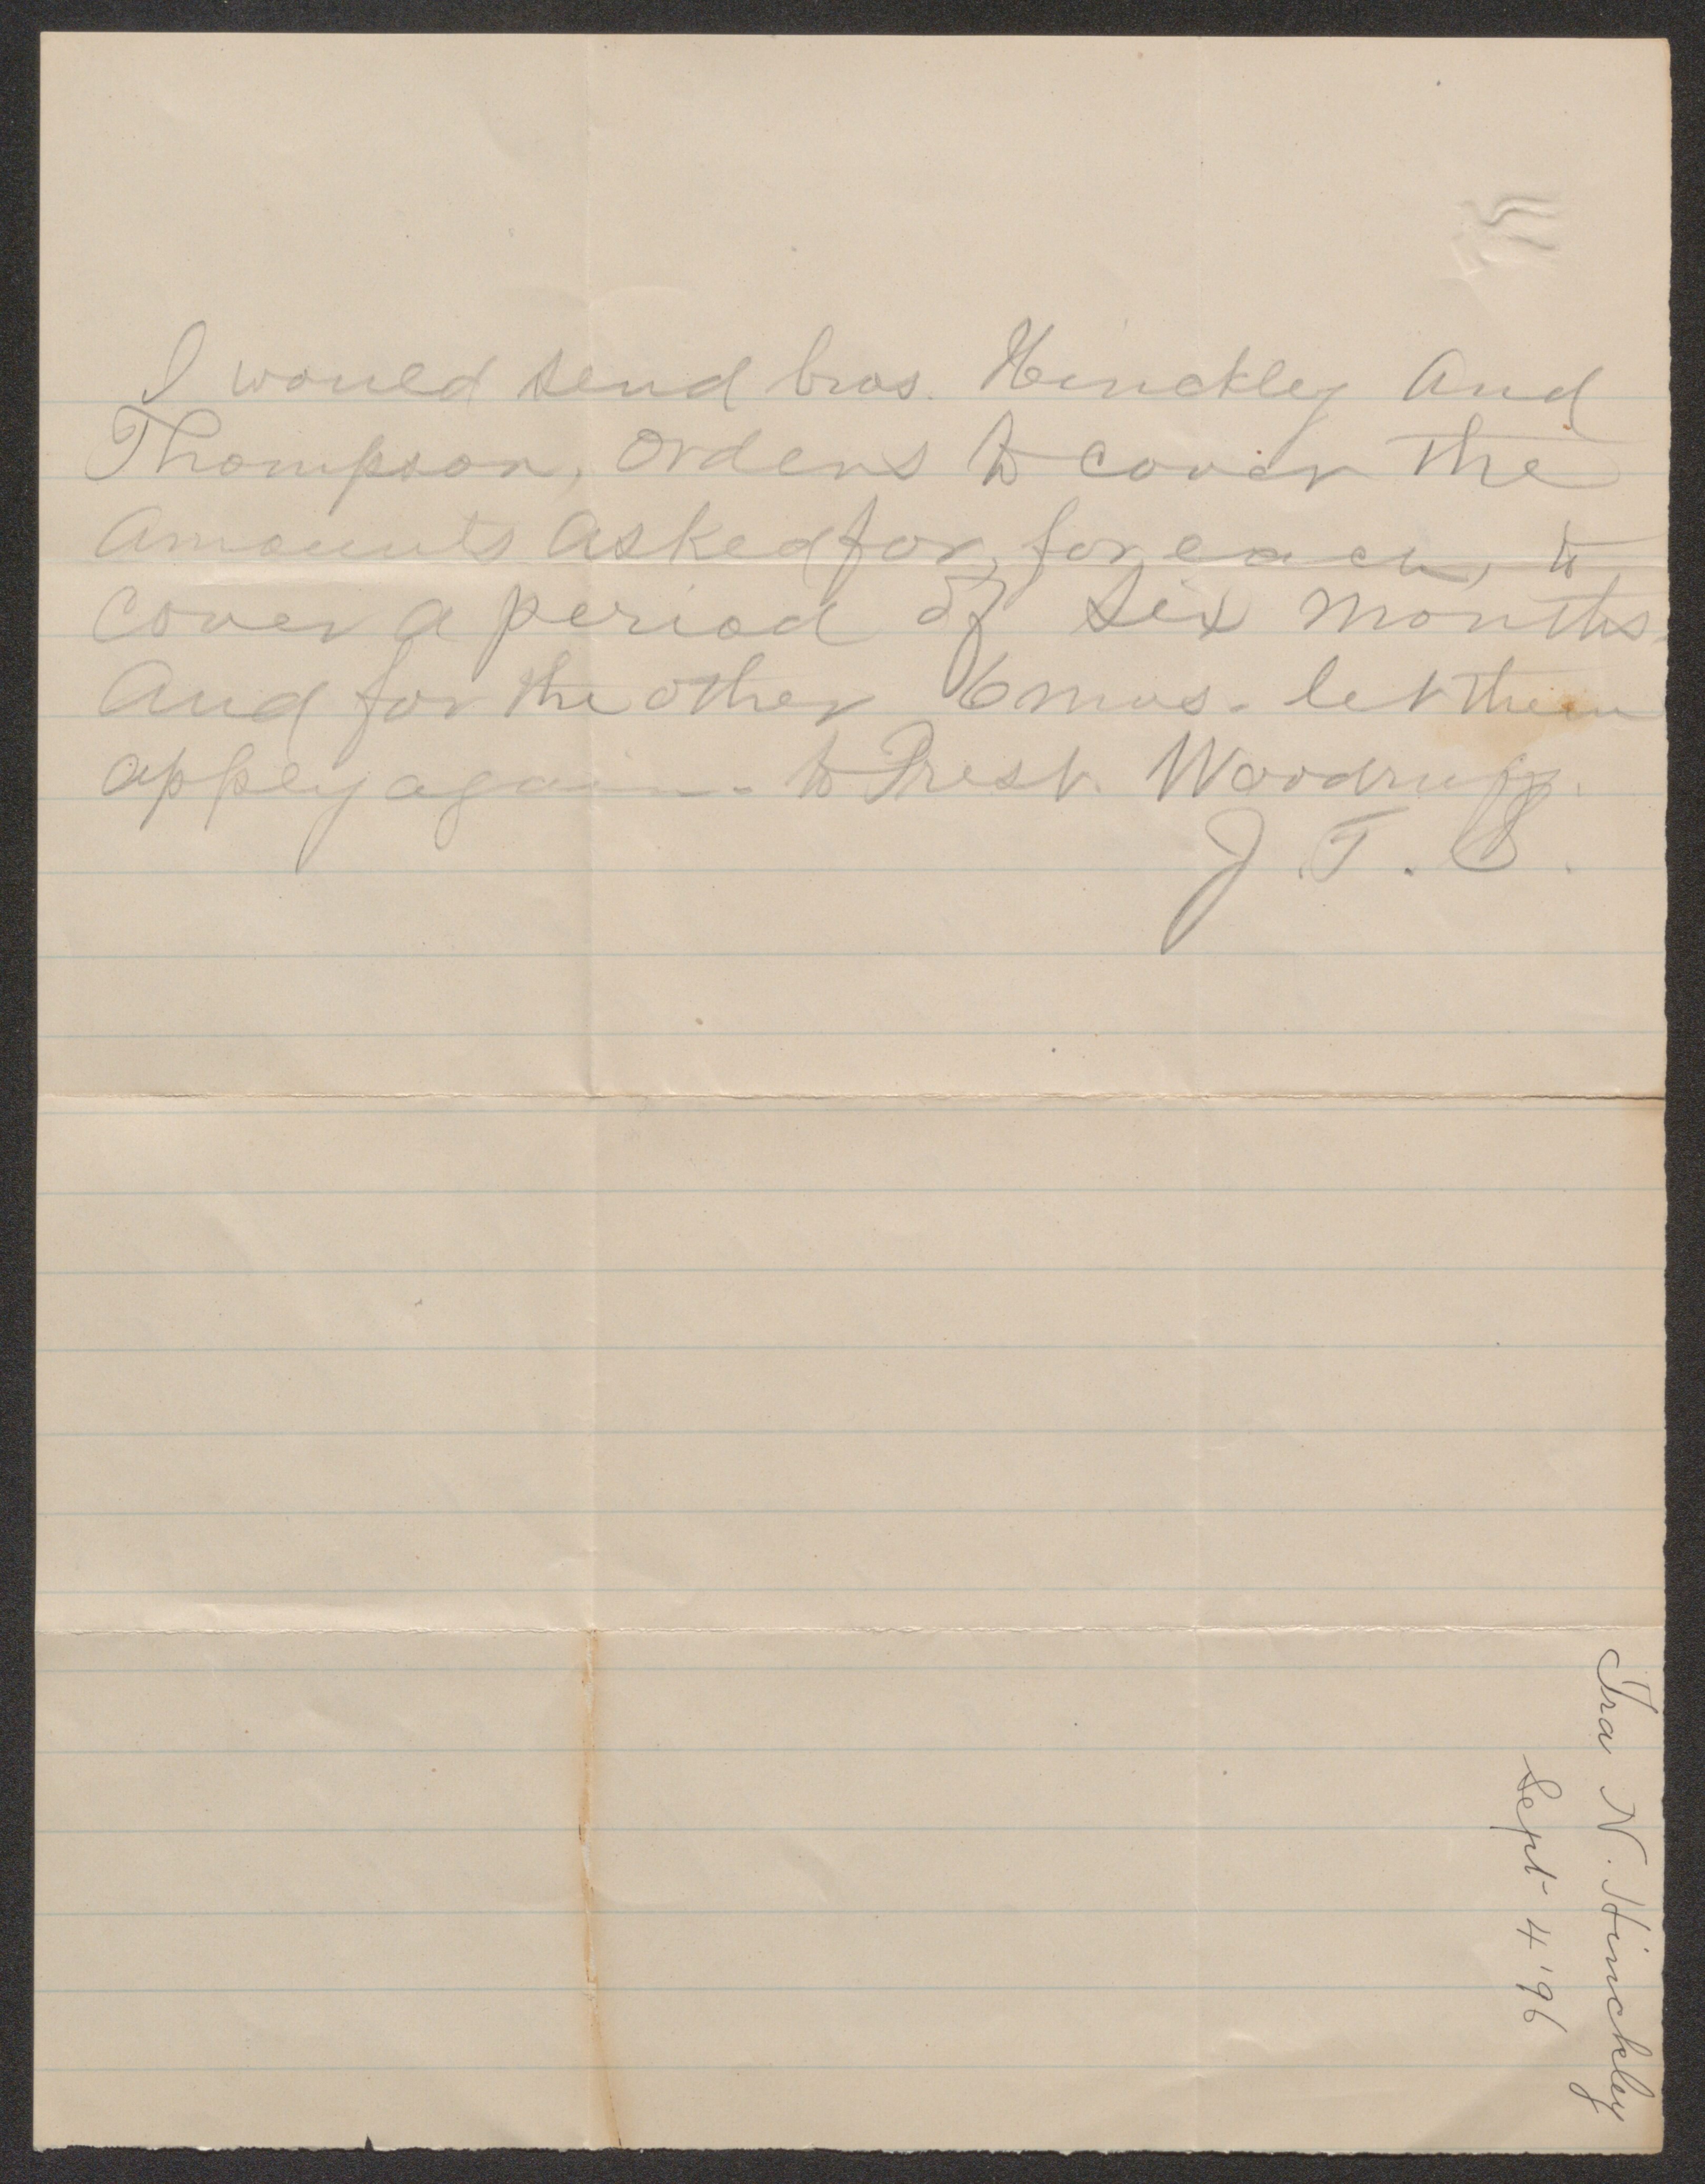 I would send bros. Hinckley And
Thompson, orders to cover the
Amounts asked for, for each, to
Cover a period of six months.
And for the other 6 mos. let them
apply again. to Prest. Woodruff.
J. F. S.
Ira N. Hinckley
Sept 4 '96